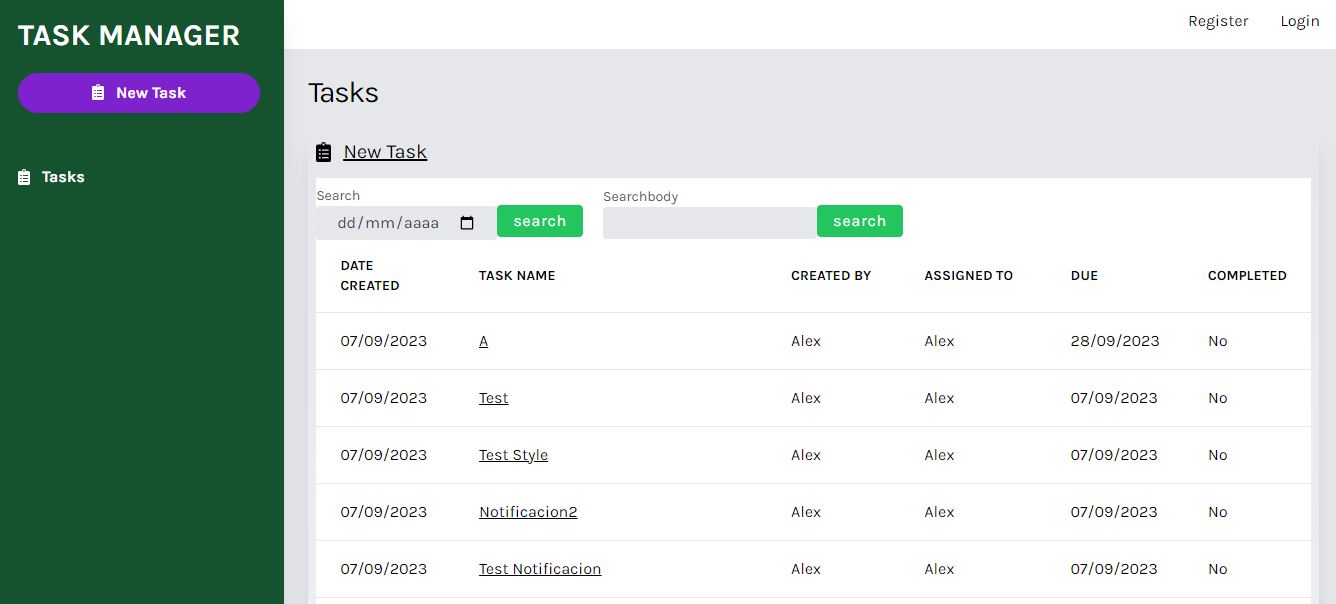 TASK MANAGER
Register Login
New Task
Tasks
Tasks
New Task
Search Searchbody
dd/mm/aaaa search search
DATE CREATED TASK NAME CREATED BY ASSIGNED TO DUE COMPLETED
07/09/2023 A Alex Alex 28/09/2023 No
07/09/2023 Test Alex Alex 07/09/2023 No
07/09/2023 Test Style Alex Alex 07/09/2023 No
07/09/2023 Notificacion2 Alex Alex 07/09/2023 No
07/09/2023 Test Notificacion Alex Alex 07/09/2023 No